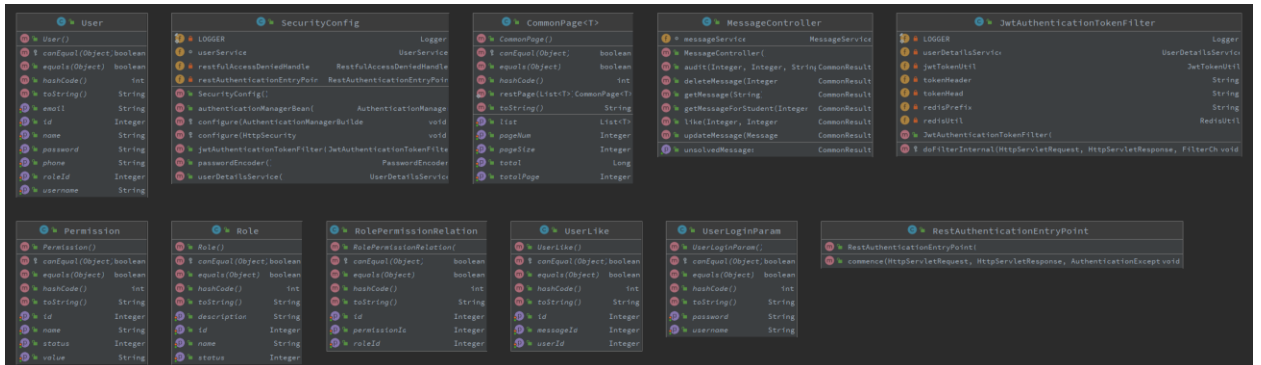 User
User()
canEqual(Object) boolean
equals(Object) boolean
hashCode() int
toString() String
email String
id Integer
name String
password String
phone String
roleId Integer
username String
SecurityConfig
LOGGER Logger
userService UserService
restfulAccessDeniedHandler RestfulAccessDeniedHandle
restAuthenticationEntryPoin RestAuthenticationEntryPoin
SecurityConfig()
authenticationManagerBean( AuthenticationManage
configure(AuthenticationManagerBuilde void
configure(HttpSecurity void
jwtAuthenticationTokenFilter( JwtAuthenticationTokenFilte
passwordEncoder() PasswordEncoder
userDetailsService( UserDetailsService
CommonPage<T>
CommonPage()
canEqual(Object) boolean
equals(Object) boolean
hashCode() int
restPage(List<T>) CommonPage<T>
toString() String
list List<T>
pageNum Integer
pageSize Integer
total Long
totalPage Integer
MessageController
messageService MessageService
MessageController(
audit(Integer, Integer, String CommonResult
deleteMessage(Integer CommonResult
getMessage(String CommonResult
getMessageForStudent(Integer CommonResult
like(Integer, Integer CommonResult
updateMessage(Message CommonResult
unsolvedMessage CommonResult
JwtAuthenticationTokenFilter
LOGGER Logger
userDetailsService UserDetailsService
jwtTokenUtil JwtTokenUtil
tokenHeader String
tokenHead String
redisPrefix String
redisUtil RedisUtil
JwtAuthenticationTokenFilter(
doFilterInternal(HttpServletRequest, HttpServletResponse, FilterCh void
Permission
Permission()
canEqual(Object) boolean
equals(Object) boolean
hashCode() int
toString() String
id Integer
name String
status Integer
value String
Role
Role()
canEqual(Object) boolean
equals(Object) boolean
hashCode() int
toString() String
description String
id Integer
name String
status Integer
RolePermissionRelation
RolePermissionRelation(
canEqual(Object) boolean
equals(Object) boolean
hashCode() int
toString() String
id Integer
permissionId Integer
roleId Integer
UserLike
UserLike()
canEqual(Object) boolean
equals(Object) boolean
hashCode() int
toString() String
id Integer
messageId Integer
userId Integer
UserLoginParam
UserLoginParam()
canEqual(Object) boolean
equals(Object) boolean
hashCode() int
toString() String
password String
username String
RestAuthenticationEntryPoint
RestAuthenticationEntryPoint(
commence(HttpServletRequest, HttpServletResponse, AuthenticationExcept void